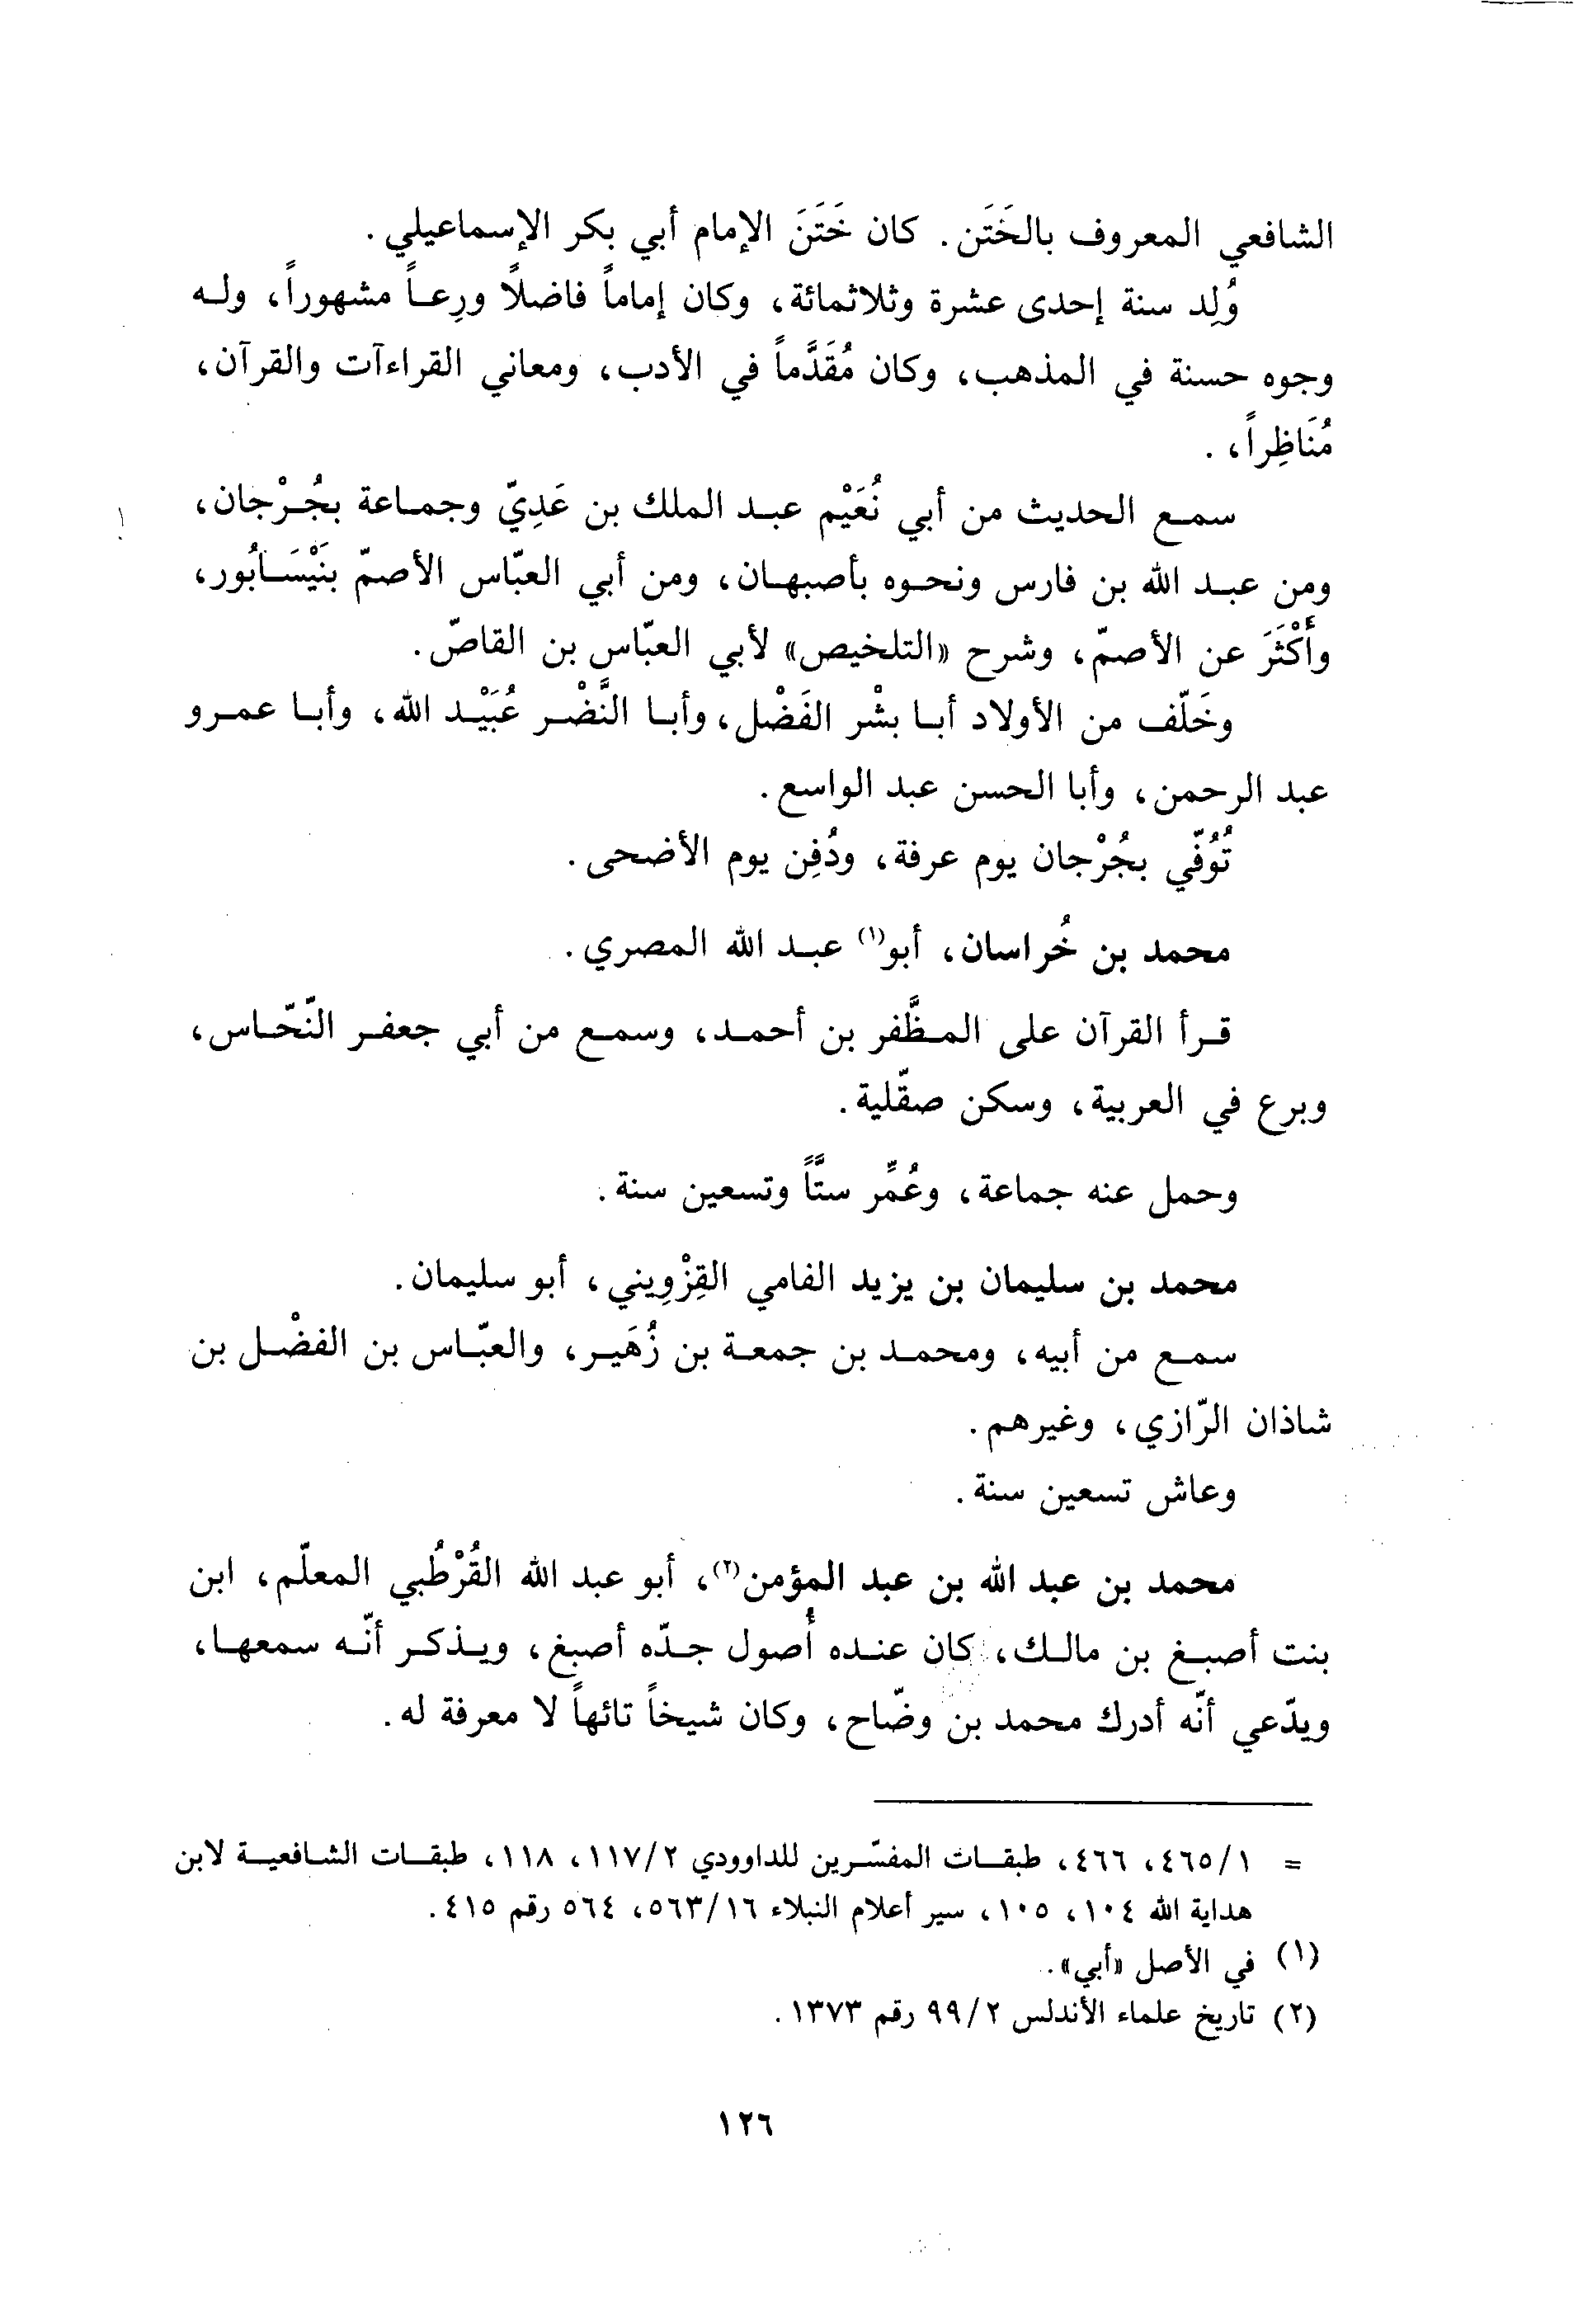 الشافعي المعروف بالخَتَن. كان خَتَنَ الإمام أبي بكر الإسماعيلي.
وُلِد سنة إحدى عشرة وثلاثمائة، وكان إماماً فاضلاً ورِعاً مشهوراً، وله
وجوه حسنة في المذهب، وكان مُقَدَّماً في الأدب، ومعاني القراءآت والقرآن،
مُنَاظِراً، .
سمع الحديث من أبي نُعَيْم عبد الملك بن عَدِيّ وجماعة بجُرْجان،
ومن عبد الله بن فارس ونحوه بأصبهان، ومن أبي العبّاس الأصمّ بنَيْسَابُور،
وأَكْثَرَ عن الأصمّ، وشرح «التلخيص» لأبي العبّاس بن القاصّ.
وخَلّف من الأولاد أبا بشْر الفَضْل، وأبا النَّضْر عُبَيْد الله، وأبا عمرو
عبد الرحمن، وأبا الحسن عبد الواسع.
تُوُفّي بجُرْجان يوم عرفة، ودُفِن يوم الأضحى.
محمد بن خُراسان، أبو(١) عبد الله المصري.
قرأ القرآن على المظَّفر بن أحمد، وسمع من أبي جعفر النّحّاس،
وبرع في العربية، وسكن صقّلية.
وحمل عنه جماعة، وعُمِّر ستَّاً وتسعين سنة.
محمد بن سليمان بن يزيد الفامي القِزْوِيني، أبو سليمان.
سمع من أبيه، ومحمد بن جمعة بن زُهَير، والعبّاس بن الفضْل بن
شاذان الرّازي، وغيرهم.
وعاش تسعين سنة.
محمد بن عبد الله بن عبد المؤمن(٢)، أبو عبد الله القُرْطُبي المعلّم، ابن
بنت أصبغ بن مالك، كان عنده أُصول جدّه أصبغ، ويذكر أنّه سمعها،
ويدّعي أنّه أدرك محمد بن وضّاح، وكان شيخاً تائهاً لا معرفة له.
= ٤٦٥/١، ٤٦٦، طبقات المفسّرين للداوودي ١١٧/٢، ١١٨، طبقات الشافعية لابن
هداية الله ١٠٤، ١٠٥، سير أعلام النبلاء ٥٦٣/١٦، ٥٦٤ رقم ٤١٥.
(١) في الأصل «أبي».
(٢) تاريخ علماء الأندلس ٩٩/٢ رقم ١٣٧٣.
١٢٦